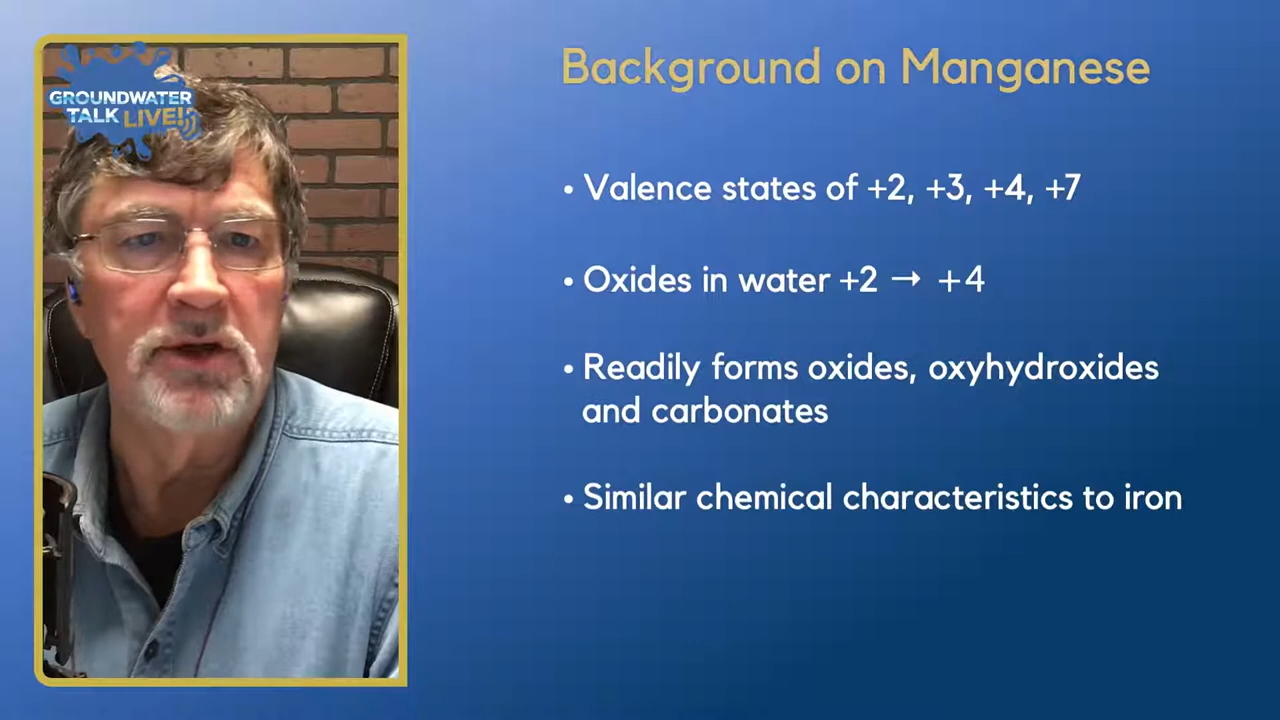 GROUNDWATER
TALK LIVE!
Background on Manganese
• Valence states of +2, +3, +4, +7
• Oxides in water +2 → +4
• Readily forms oxides, oxyhydroxides
and carbonates
• Similar chemical characteristics to iron